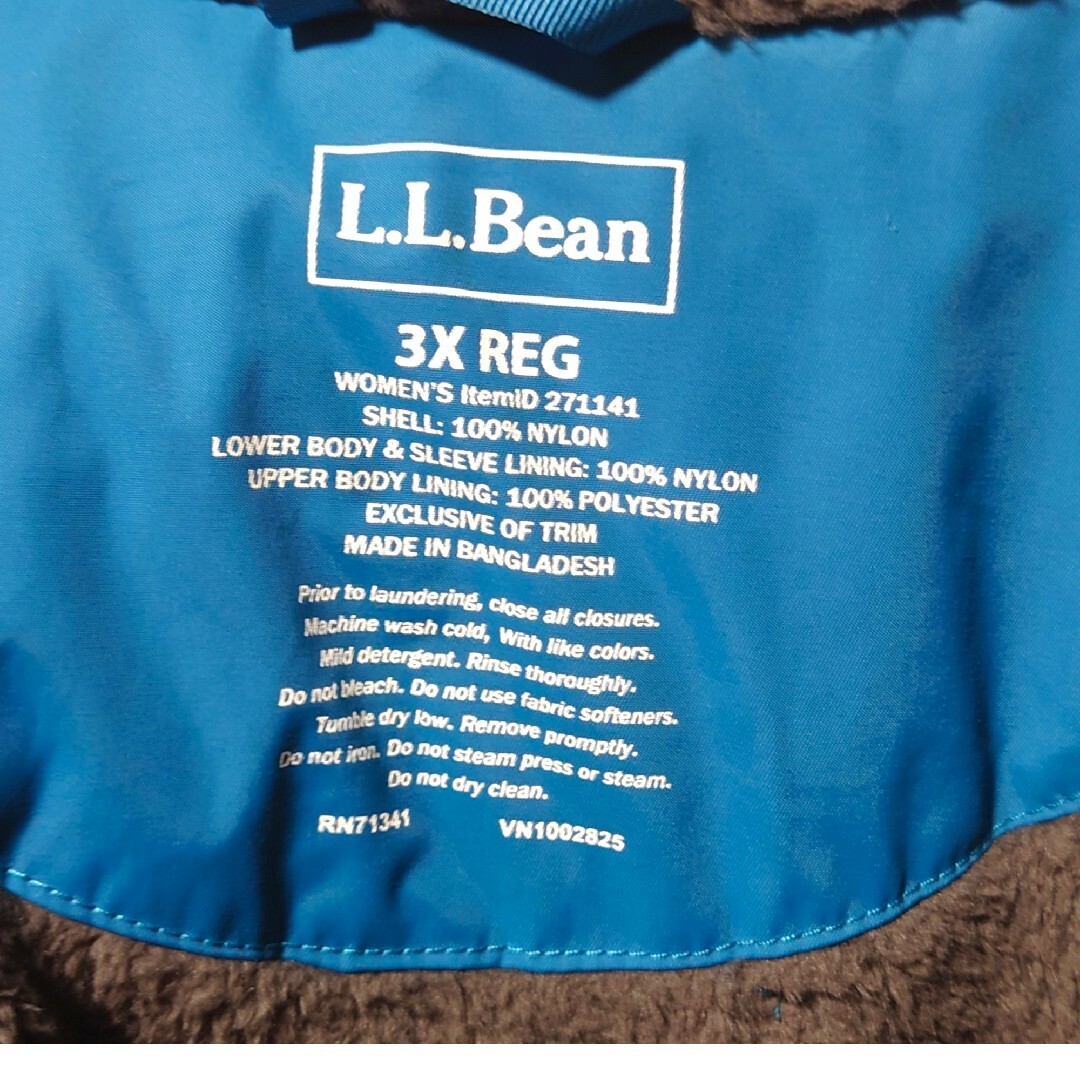 L.L.Bean
3X REG
WOMEN'S ItemID 271141
SHELL: 100% NYLON
LOWER BODY & SLEEVE LINING: 100% NYLON
UPPER BODY LINING: 100% POLYESTER
EXCLUSIVE OF TRIM
MADE IN BANGLADESH
Prior to laundering, close all closures.
Machine wash cold, With like colors.
Mild detergent. Rinse thoroughly.
Do not bleach. Do not use fabric softeners.
Tumble dry low. Remove promptly.
Do not iron. Do not steam press or steam.
Do not dry clean.
RN71341 VN1002825